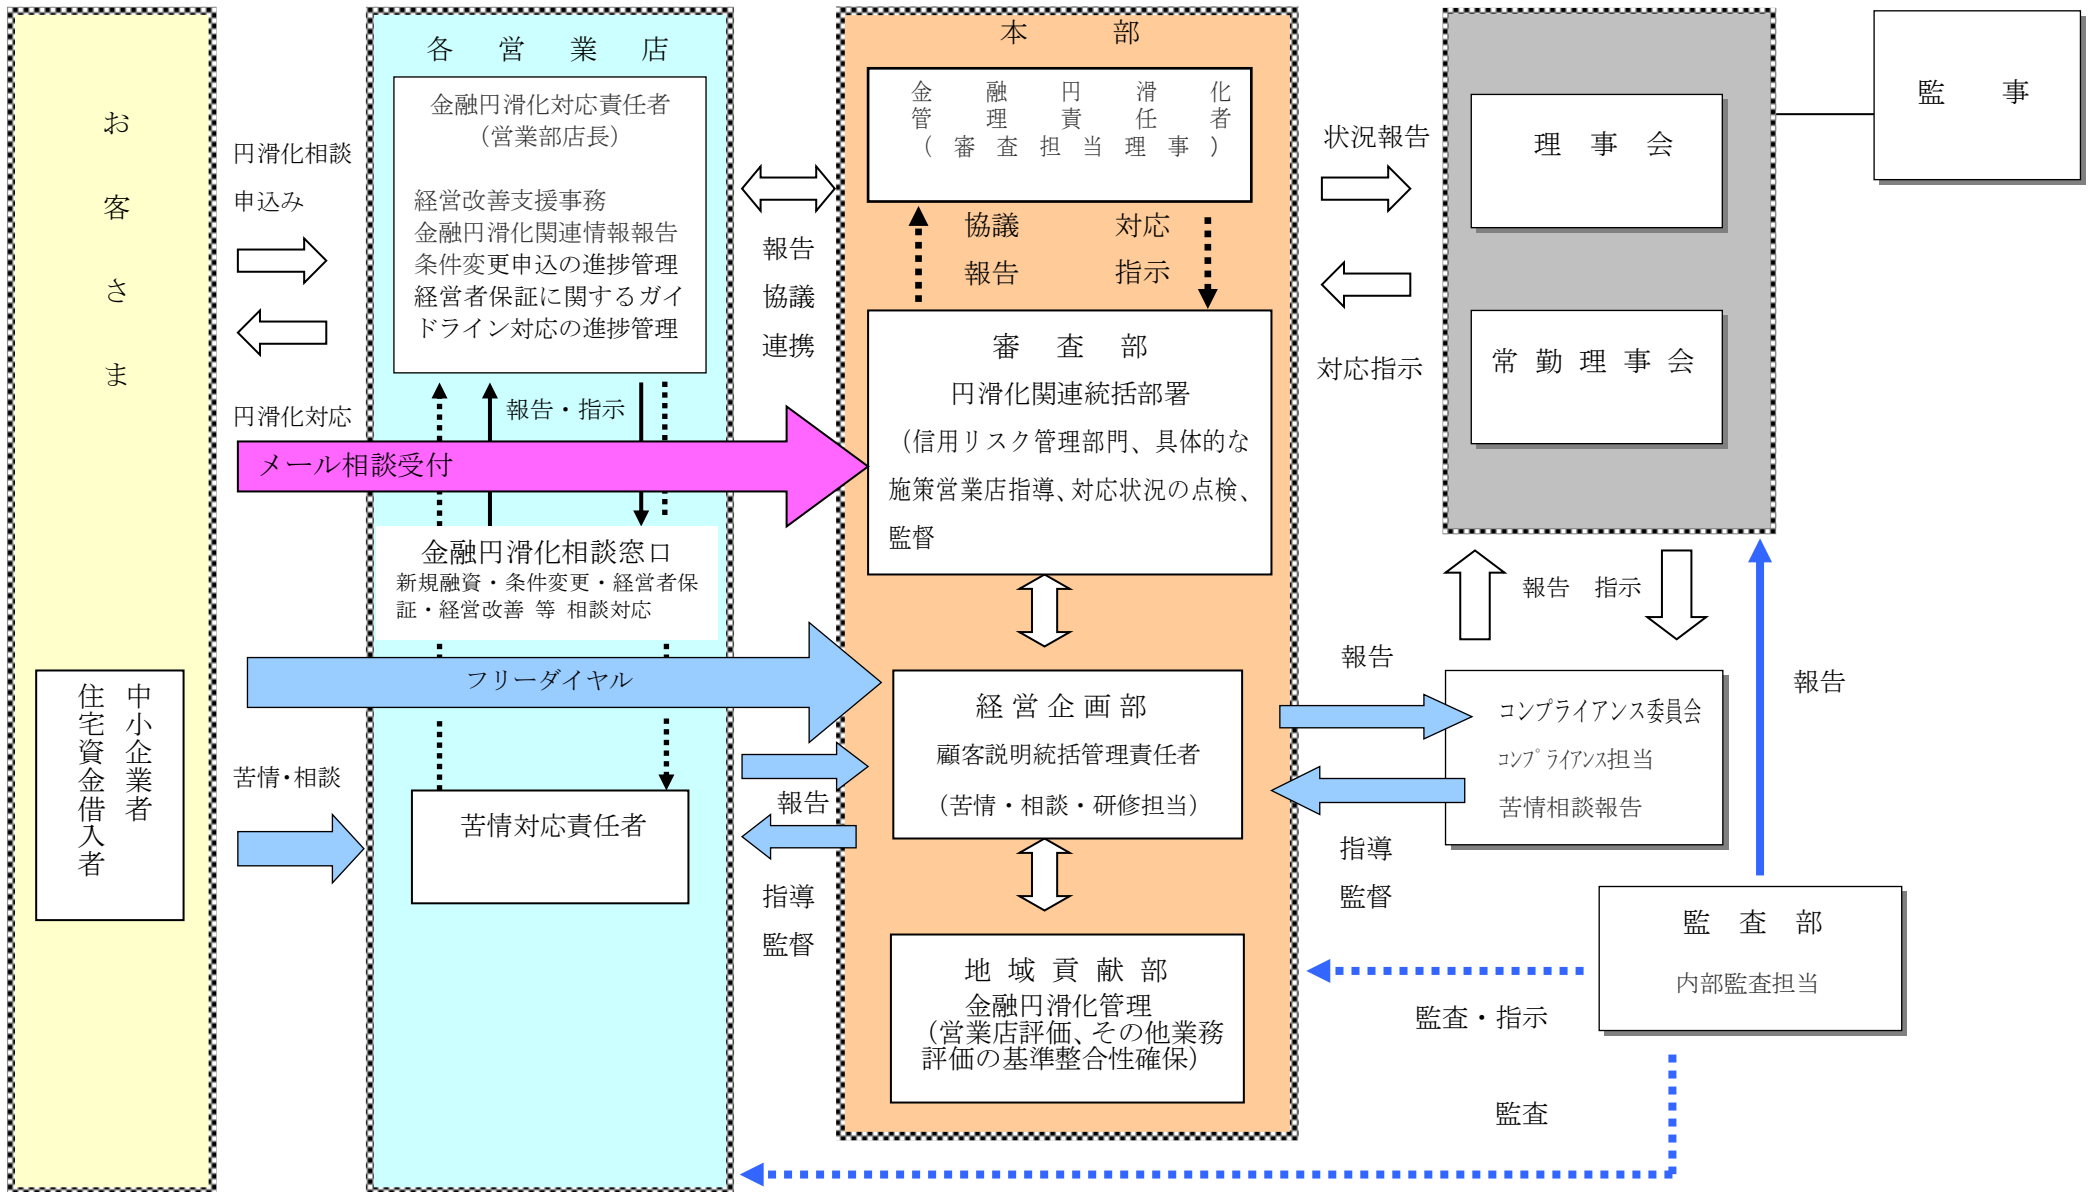 お客さま
中小企業者
住宅資金借入者
円滑化相談
申込み
円滑化対応
メール相談受付
フリーダイヤル
苦情・相談
各 営 業 店
金融円滑化対応責任者
（営業部店長）
経営改善支援事務
金融円滑化関連情報報告
条件変更申込の進捗管理
経営者保証に関するガイ
ドライン対応の進捗管理
報告・指示
金融円滑化相談窓口
新規融資・条件変更・経営者保
証・経営改善 等 相談対応
苦情対応責任者
報告
協議
連携
報告
指導
監督
本 部
金融円滑化
管理責任者
（審査担当理事）
協議
報告
対応
指示
審 査 部
円滑化関連統括部署
（信用リスク管理部門、具体的な
施策営業店指導、対応状況の点検、
監督
経営企画部
顧客説明統括管理責任者
（苦情・相談・研修担当）
地域貢献部
金融円滑化管理
（営業店評価、その他業務
評価の基準整合性確保）
状況報告
対応指示
理 事 会
常勤理事会
監 事
報告 指示
報告
コンプライアンス委員会
コンプライアンス担当
苦情相談報告
指導
監督
報告
監 査 部
内部監査担当
監査・指示
監査